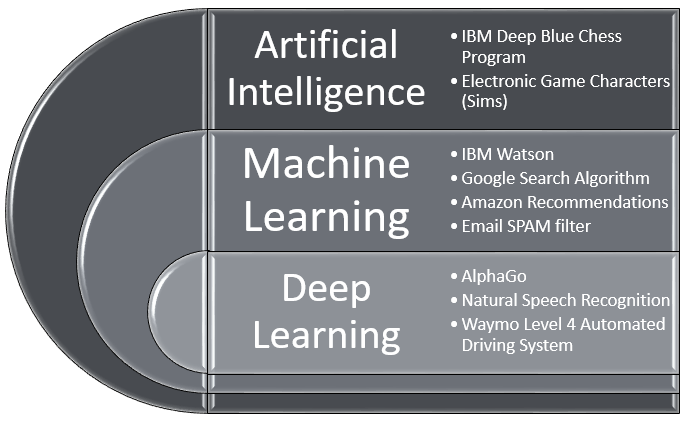 Artificial
Intelligence
• IBM Deep Blue Chess
Program
• Electronic Game Characters
(Sims)
Machine
Learning
• IBM Watson
• Google Search Algorithm
• Amazon Recommendations
• Email SPAM filter
Deep
Learning
• AlphaGo
• Natural Speech Recognition
• Waymo Level 4 Automated
Driving System